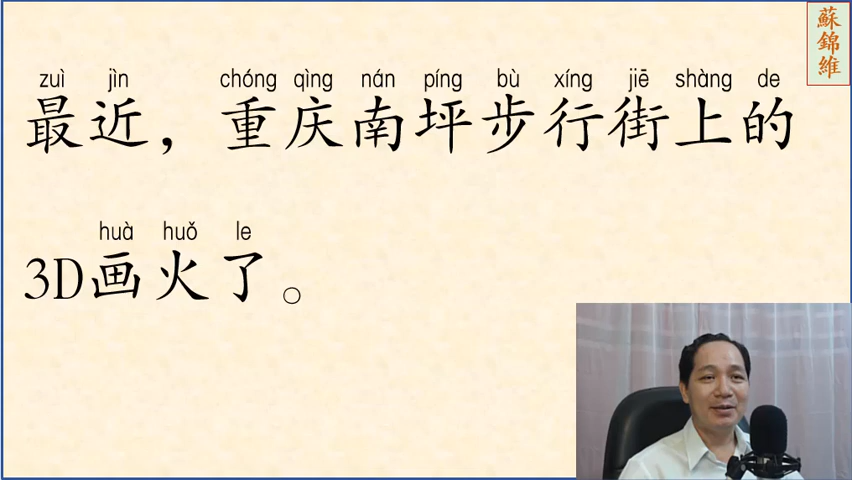 蘇錦維
zuì jìn chóng qìng nán píng bù xíng jiē shàng de
最近，重庆南坪步行街上的
huà huǒ le
3D画火了。